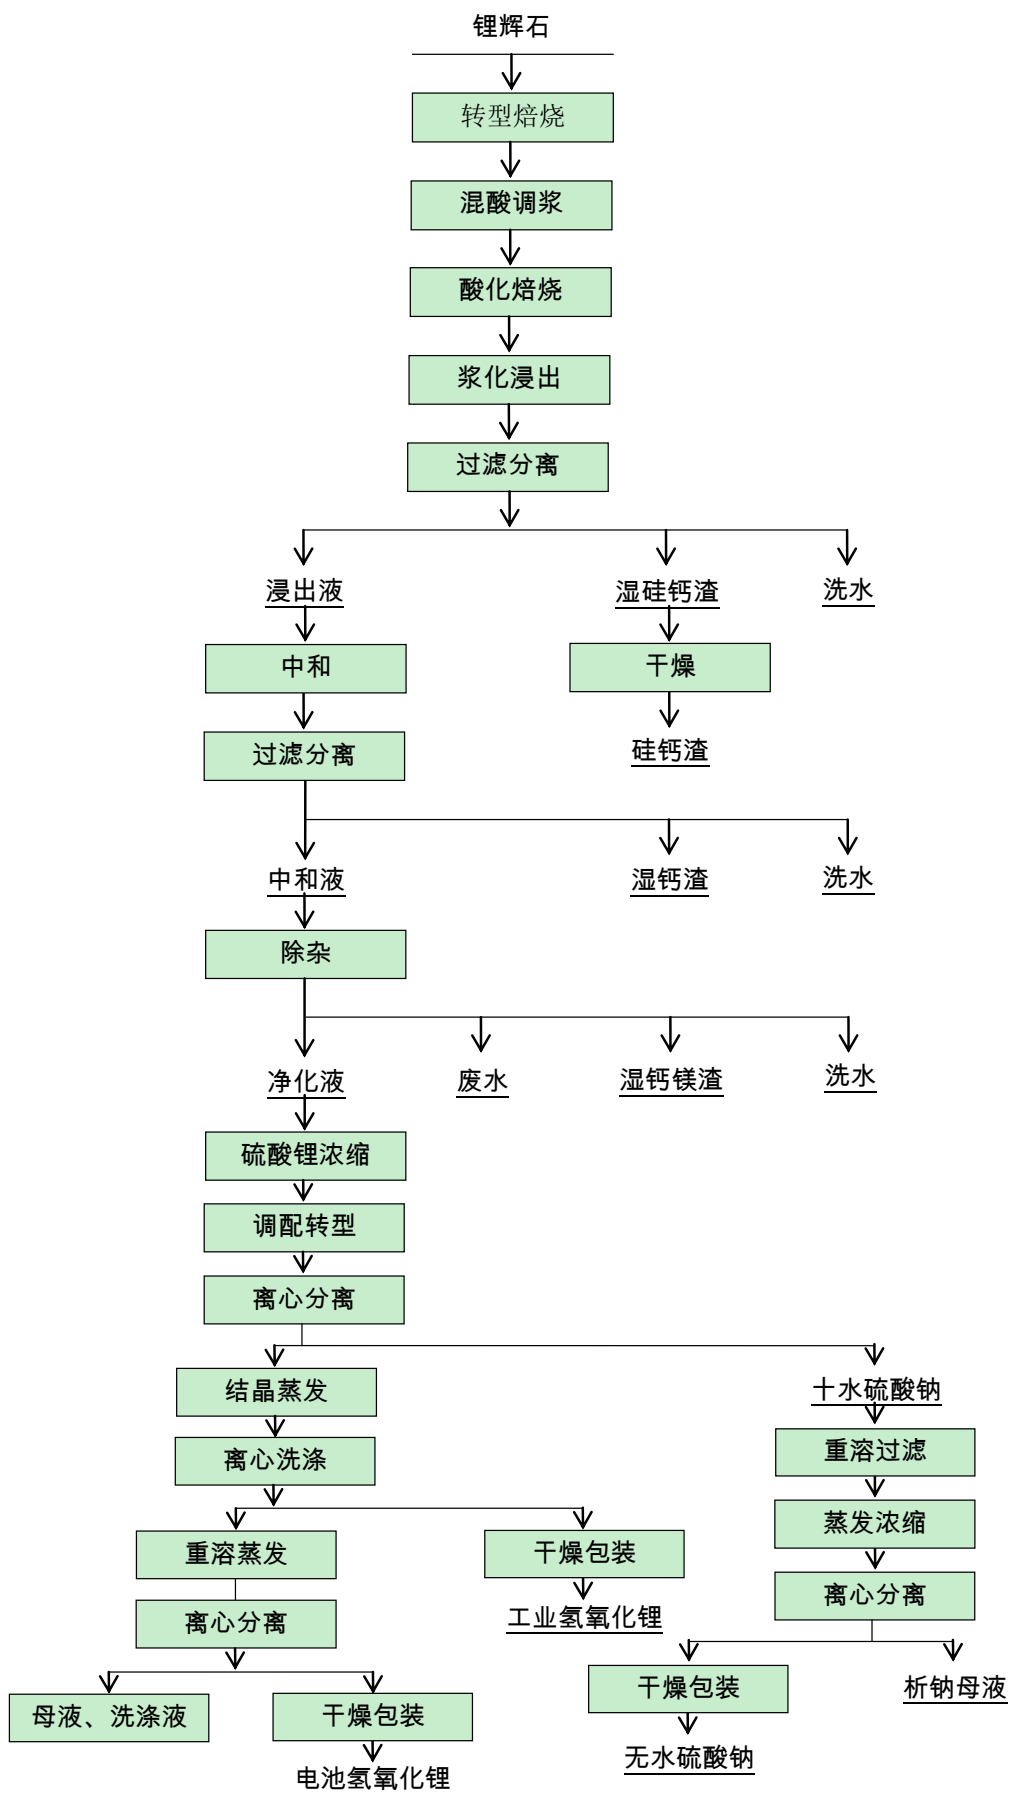 锂辉石
转型焙烧
混酸调浆
酸化焙烧
浆化浸出
过滤分离
浸出液
湿硅钙渣
洗水
中和
干燥
过滤分离
硅钙渣
中和液
湿钙渣
洗水
除杂
净化液
废水
湿钙镁渣
洗水
硫酸锂浓缩
调配转型
离心分离
结晶蒸发
十水硫酸钠
离心洗涤
重溶过滤
重溶蒸发
干燥包装
蒸发浓缩
离心分离
工业氢氧化锂
离心分离
母液、洗涤液
干燥包装
干燥包装
析钠母液
电池氢氧化锂
无水硫酸钠